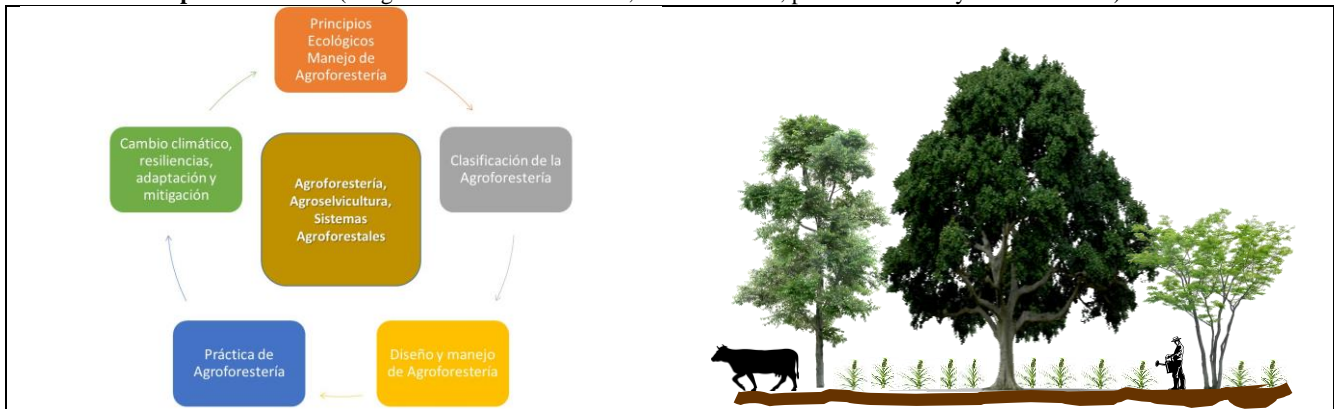 Principios
Ecológicos
Manejo de
Agroforestería
Clasificación de la
Agroforestería
Diseño y manejo
de Agroforestería
Práctica de
Agroforestería
Cambio climático,
resiliencias,
adaptación y
mitigación
Agroforestería,
Agroselvicultura,
Sistemas
Agroforestales